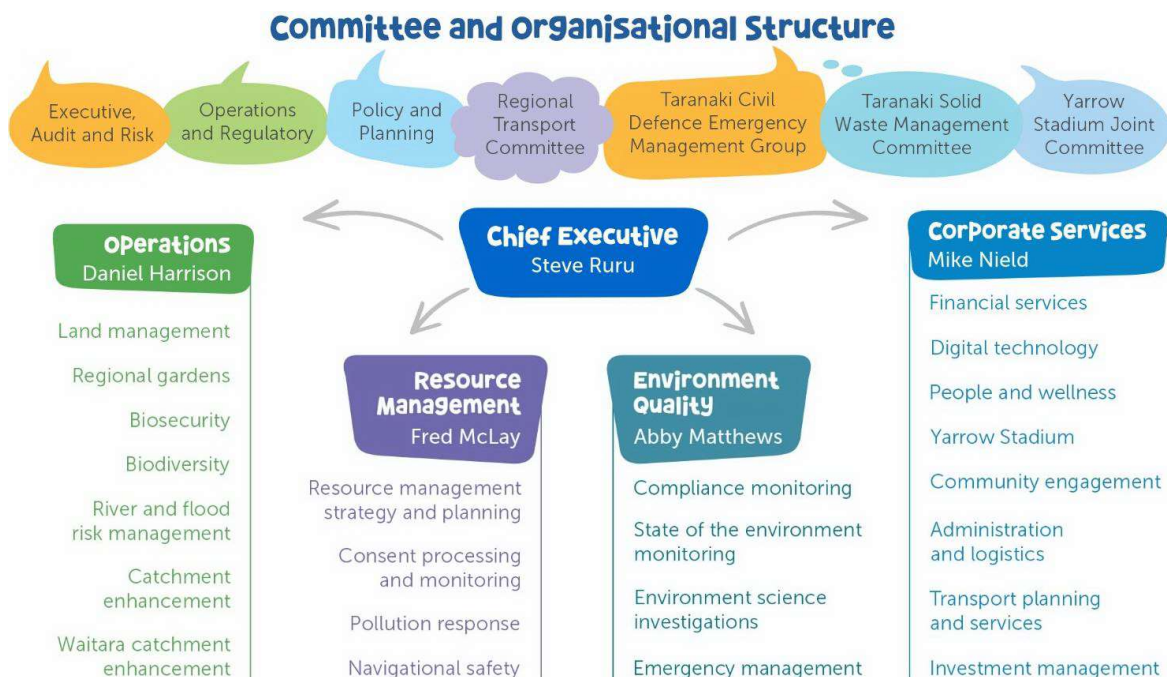 Committee and Organisational Structure
Executive,
Audit and Risk
Operations
and Regulatory
Policy and
Planning
Regional
Transport
Committee
Taranaki Civil
Defence Emergency
Management Group
Taranaki Solid
Waste Management
Committee
Yarrow
Stadium Joint
Committee
Chief Executive
Steve Ruru
Operations
Daniel Harrison
Land management
Regional gardens
Biosecurity
Biodiversity
River and flood
risk management
Catchment
enhancement
Waitara catchment
enhancement
Resource
Management
Fred McLay
Resource management
strategy and planning
Consent processing
and monitoring
Pollution response
Navigational safety
Environment
Quality
Abby Matthews
Compliance monitoring
State of the environment
monitoring
Environment science
investigations
Emergency management
Corporate Services
Mike Nield
Financial services
Digital technology
People and wellness
Yarrow Stadium
Community engagement
Administration
and logistics
Transport planning
and services
Investment management